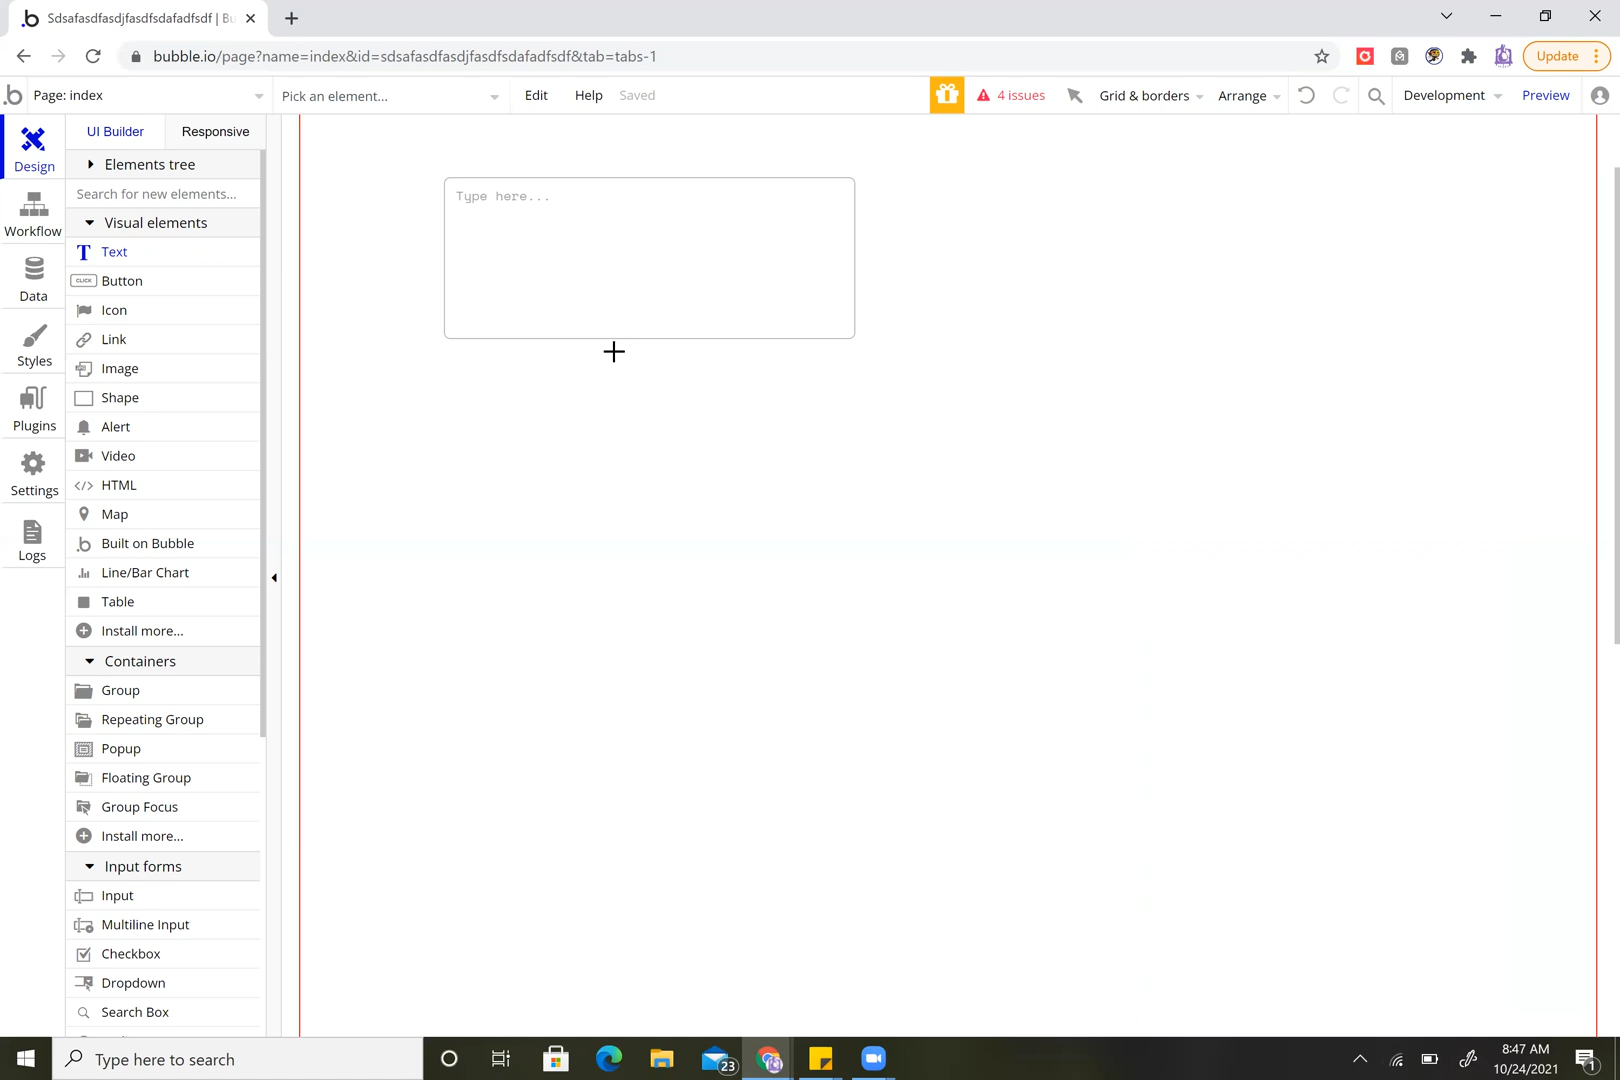 Sdsafasdfasdjfasdfsdafadfsdf | Bu
bubble.io/page?name=index&id=sdsafasdfasdjfasdfsdafadfsdf&tab=tabs-1
Update
Page: index
Pick an element...
Edit
Help
Saved
4 issues
Grid & borders
Arrange
Development
Preview
Design
Workflow
Data
Styles
Plugins
Settings
Logs
UI Builder
Responsive
Elements tree
Search for new elements...
Visual elements
T Text
CLICK Button
Icon
Link
Image
Shape
Alert
Video
</> HTML
Map
Built on Bubble
Line/Bar Chart
Table
Install more...
Containers
Group
Repeating Group
Popup
Floating Group
Group Focus
Install more...
Input forms
Input
Multiline Input
Checkbox
Dropdown
Search Box
Type here...
Type here to search
23
8:47 AM
10/24/2021
1